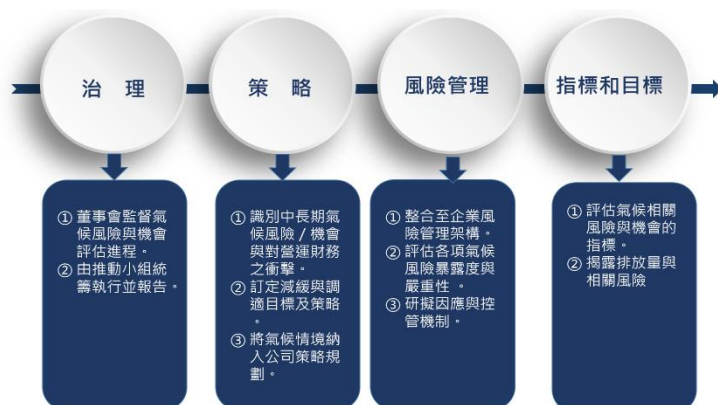 治 理
策 略
風險管理
指標和目標
① 董事會監督氣
候風險與機會
評估進程。
② 由推動小組統
籌執行並報告。
① 識別中長期氣
候風險 / 機會
與對營運財務
之衝擊。
② 訂定減緩與調
適目標及策略
。
③ 將氣候情境納
入公司策略規
劃。
① 整合至企業風
險管理架構。
② 評估各項氣候
風險暴露度與
嚴重性。
③ 研擬因應與控
管機制。
① 評估氣候相關
風險與機會的
指標。
② 揭露排放量與
相關風險